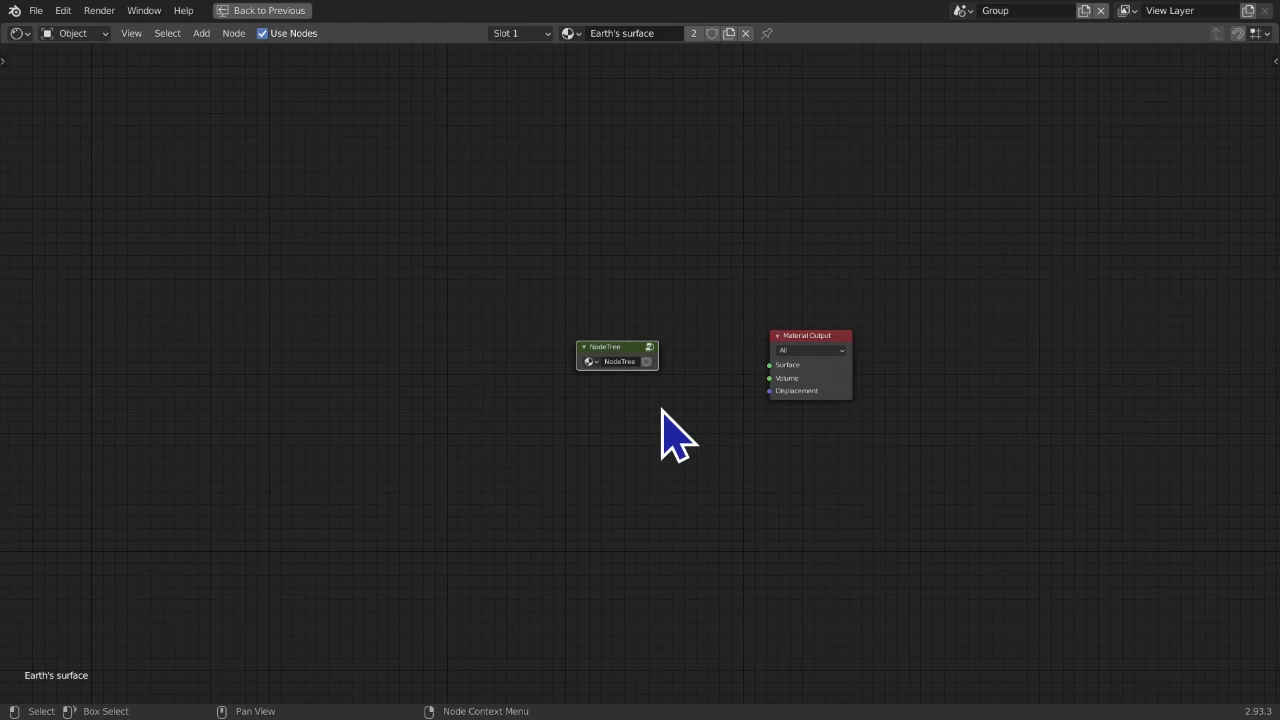 File Edit Render Window Help Back to Previous Group View Layer
Object View Select Add Node Use Nodes Slot 1 Earth's surface 2
NodeTree
NodeTree
Material Output
All
Surface
Volume
Displacement
Earth's surface
Select Box Select Pan View Node Context Menu 2.93.3